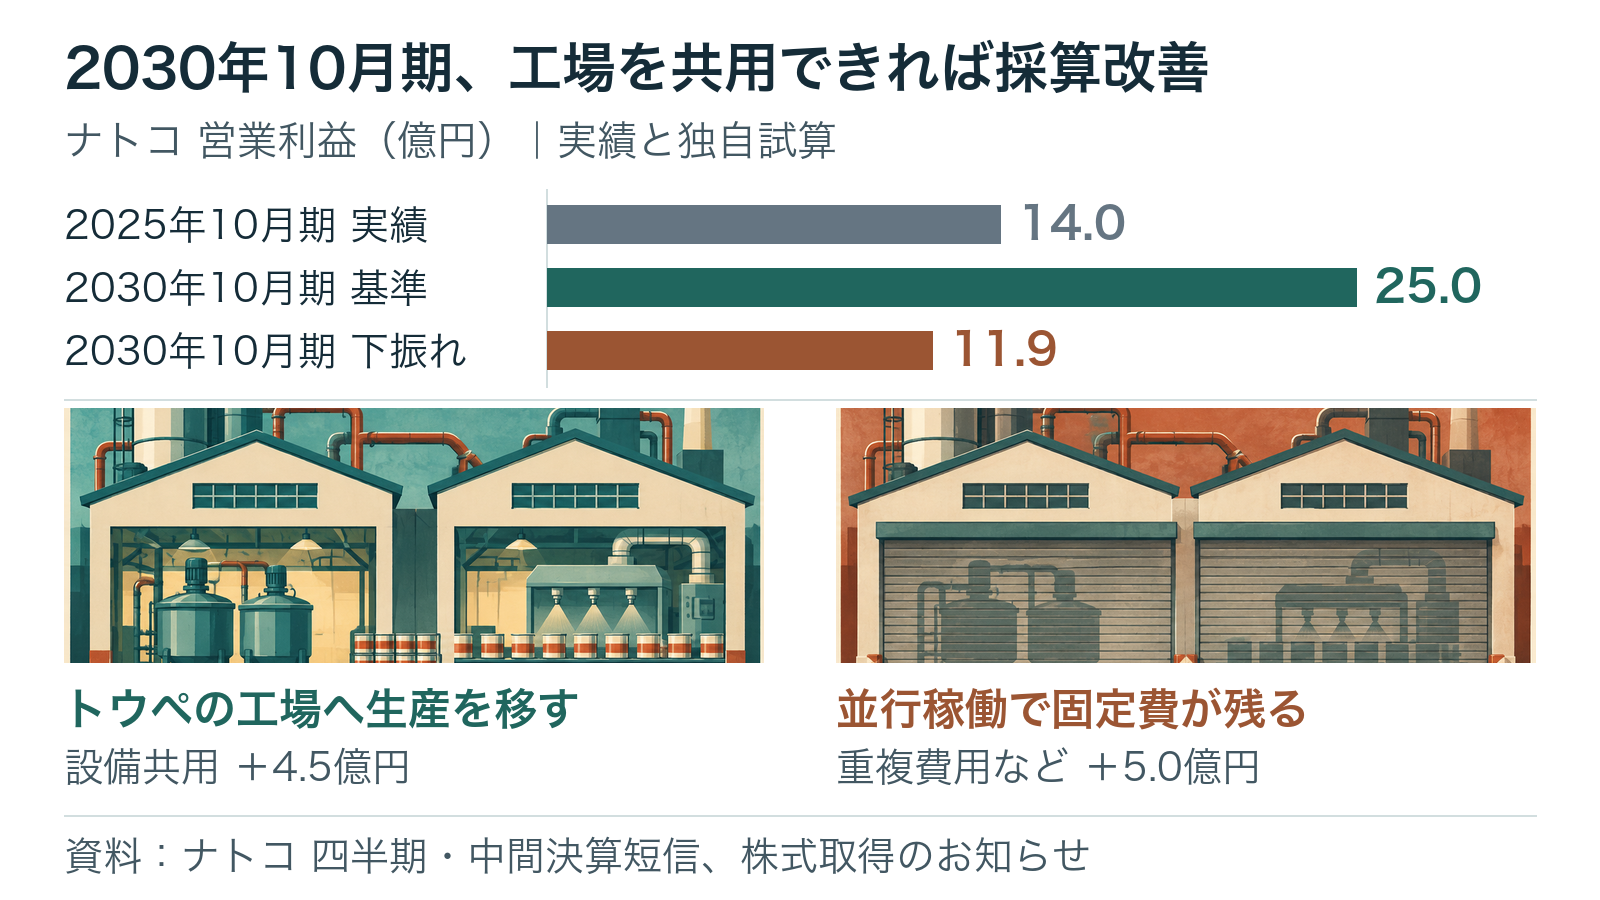 2030年10月期、工場を共用できれば採算改善
ナトコ 営業利益（億円）｜実績と独自試算
2025年10月期 実績 14.0
2030年10月期 基準 25.0
2030年10月期 下振れ 11.9
トウペの工場へ生産を移す
設備共用 +4.5億円
並行稼働で固定費が残る
重複費用など +5.0億円
資料：ナトコ 四半期・中間決算短信、株式取得のお知らせ